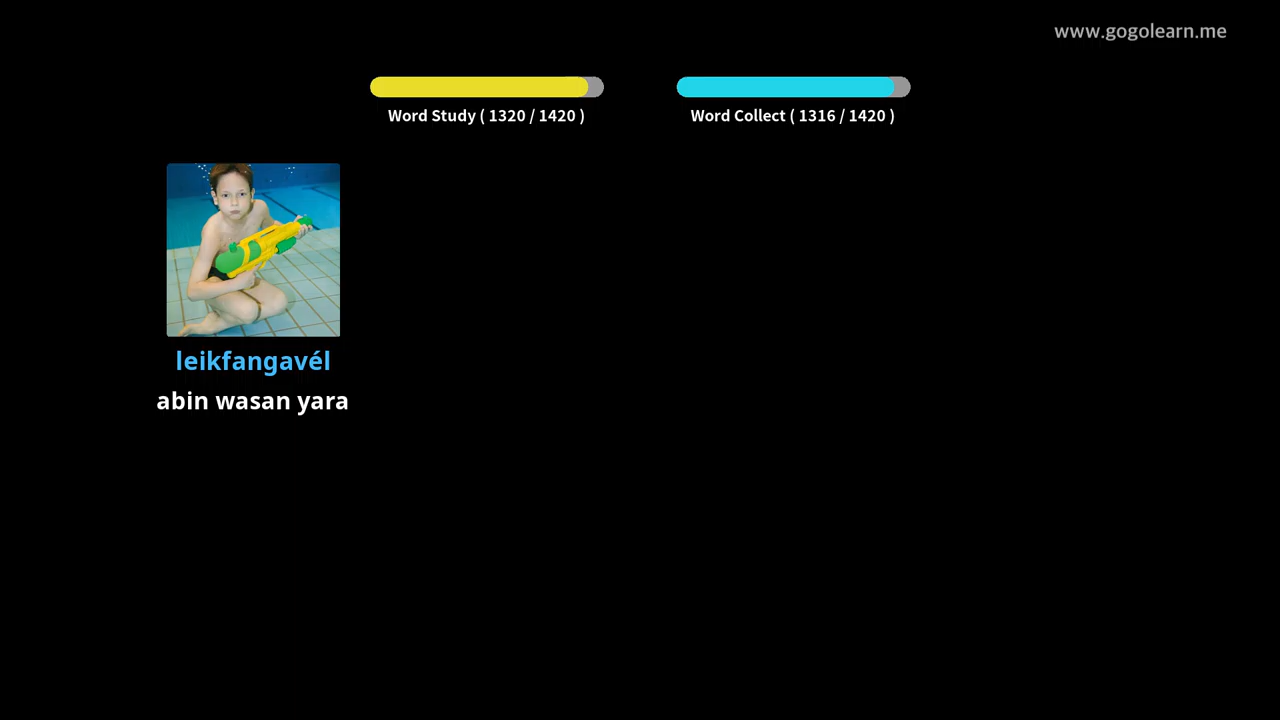 www.gogolearn.me
Word Study ( 1320 / 1420 )
Word Collect ( 1316 / 1420 )
leikfangavél
abin wasan yara